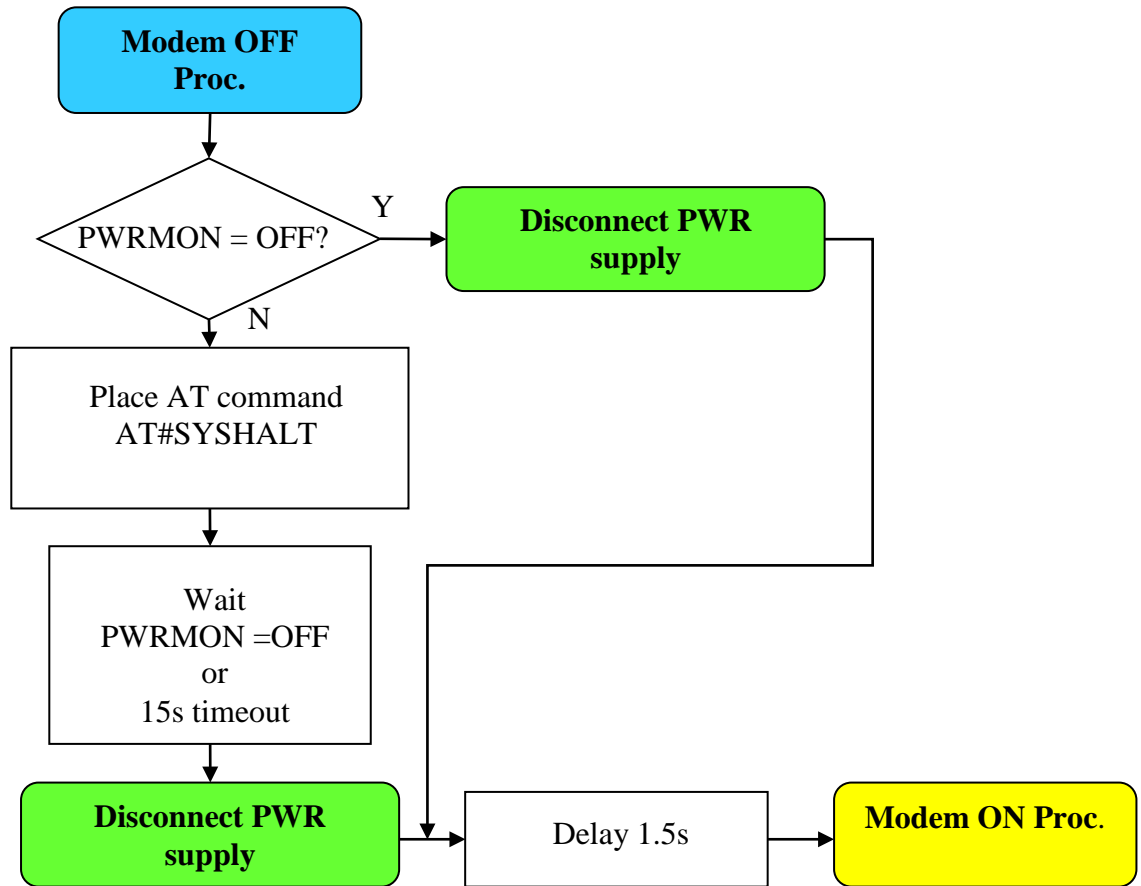 Modem OFF
Proc.
PWRMON = OFF?
Y
Disconnect PWR
supply
N
Place AT command
AT#SYSHALT
Wait
PWRMON =OFF
or
15s timeout
Disconnect PWR
supply
Delay 1.5s
Modem ON Proc.